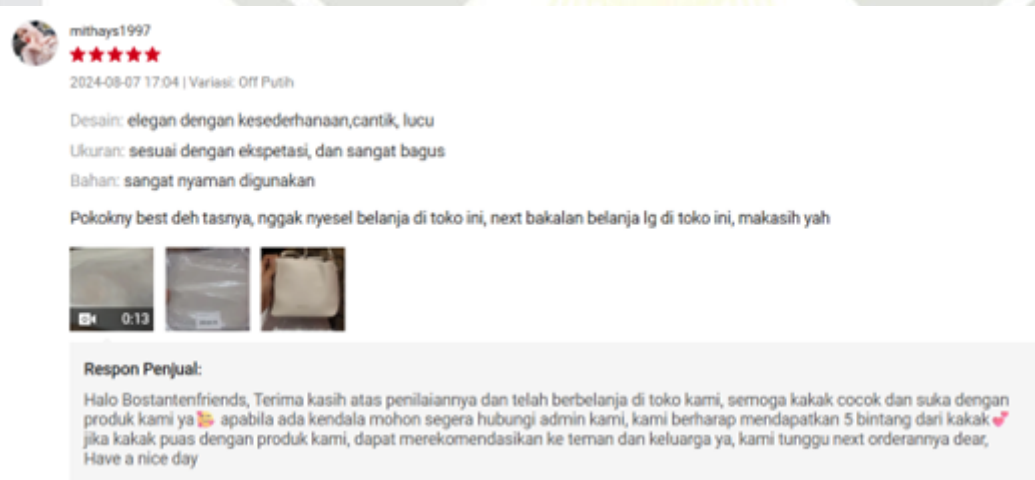 mithays1997
2024-08-07 17:04 | Variasi: Off Putih
Desain: elegan dengan kesederhanaan,cantik, lucu
Ukuran: sesuai dengan ekspetasi, dan sangat bagus
Bahan: sangat nyaman digunakan
Pokokny best deh tasnya, nggak nyesel belanja di toko ini, next bakalan belanja lg di toko ini, makasih yah
0:13
Respon Penjual:
Halo Bostantenfriends, Terima kasih atas penilaiannya dan telah berbelanja di toko kami, semoga kakak cocok dan suka dengan
produk kami ya🥰 apabila ada kendala mohon segera hubungi admin kami, kami berharap mendapatkan 5 bintang dari kakak💕
jika kakak puas dengan produk kami, dapat merekomendasikan ke teman dan keluarga ya, kami tunggu next orderannya dear,
Have a nice day